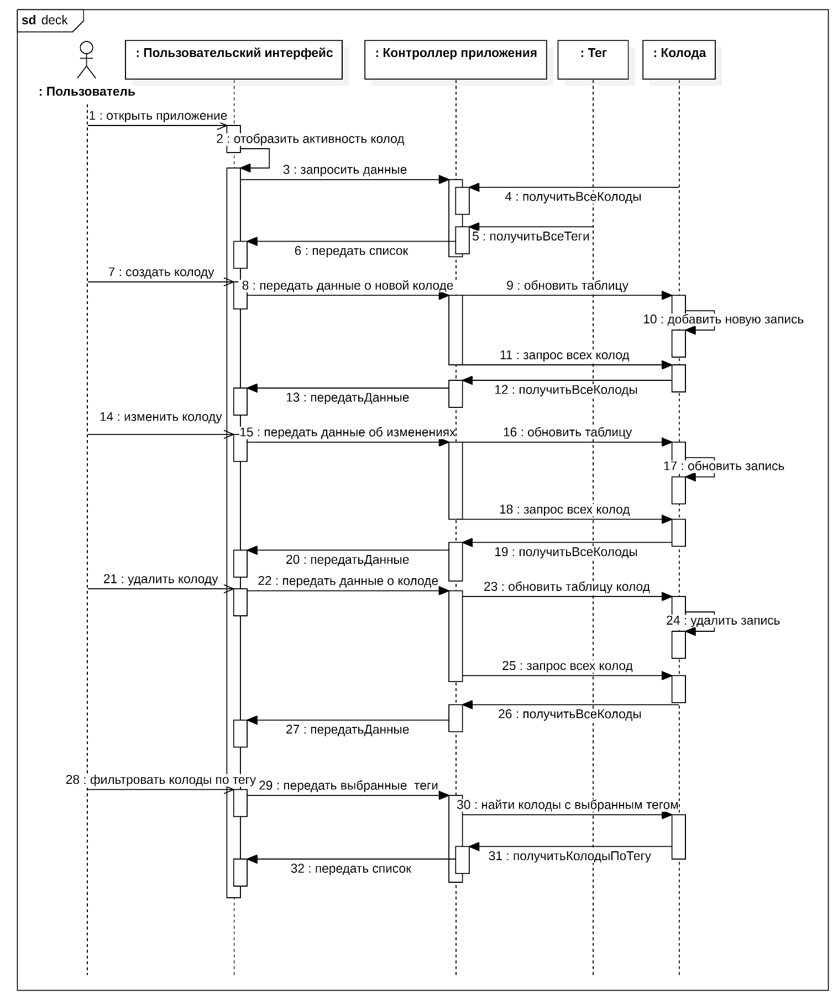 sd deck
: Пользователь
: Пользовательский интерфейс
: Контроллер приложения
: Тег
: Колода
1 : открыть приложение
2 : отобразить активность колод
3 : запросить данные
4 : получитьВсеКолоды
5 : получитьВсеТеги
6 : передать список
7 : создать колоду
8 : передать данные о новой колоде
9 : обновить таблицу
10 : добавить новую запись
11 : запрос всех колод
12 : получитьВсеКолоды
13 : передатьДанные
14 : изменить колоду
15 : передать данные об изменениях
16 : обновить таблицу
17 : обновить запись
18 : запрос всех колод
19 : получитьВсеКолоды
20 : передатьДанные
21 : удалить колоду
22 : передать данные о колоде
23 : обновить таблицу колод
24 : удалить запись
25 : запрос всех колод
26 : получитьВсеКолоды
27 : передатьДанные
28 : фильтровать колоды по тегу
29 : передать выбранные  теги
30 : найти колоды с выбранным тегом
31 : получитьКолодыПоТегу
32 : передать список